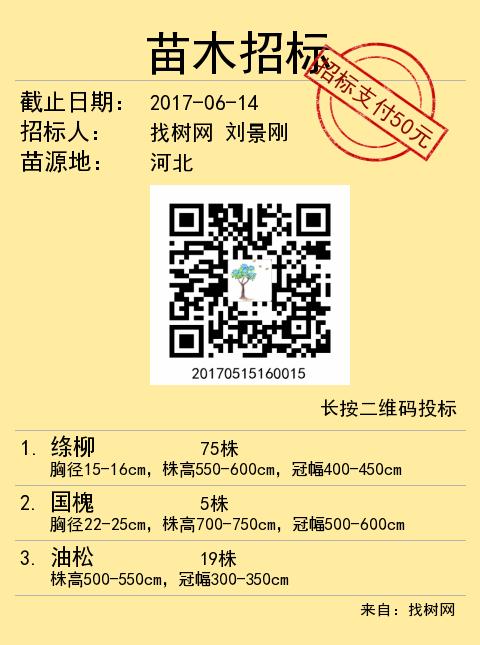 苗木招标
招标支付50元
截止日期： 2017-06-14
招标人： 找树网 刘景刚
苗源地： 河北
20170515160015
长按二维码投标
1. 绦柳 75株
胸径15-16cm，株高550-600cm，冠幅400-450cm
2. 国槐 5株
胸径22-25cm，株高700-750cm，冠幅500-600cm
3. 油松 19株
株高500-550cm，冠幅300-350cm
来自：找树网